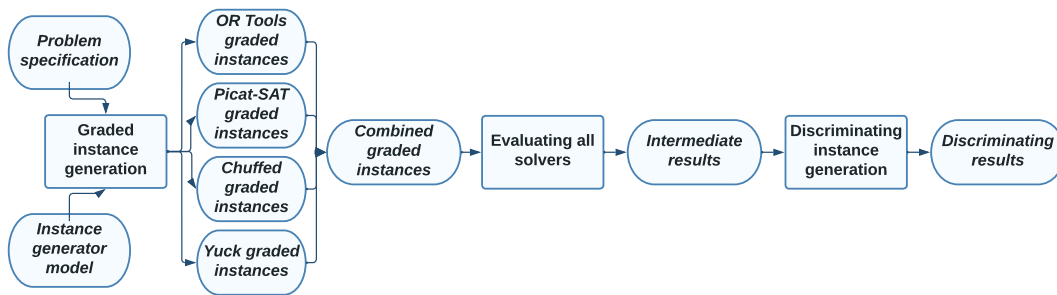 Problem
specification
Graded
instance
generation
Instance
generator
model
OR Tools
graded
instances
Picat-SAT
graded
instances
Chuffed
graded
instances
Yuck graded
instances
Combined
graded
instances
Evaluating all
solvers
Intermediate
results
Discriminating
instance
generation
Discriminating
results